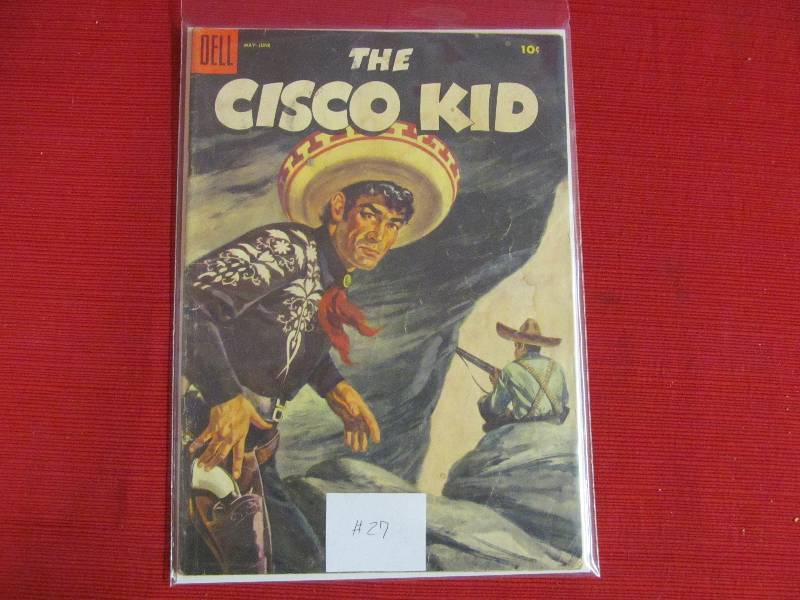 DELL
MAY-JUNE
10¢
THE
CISCO KID
#27